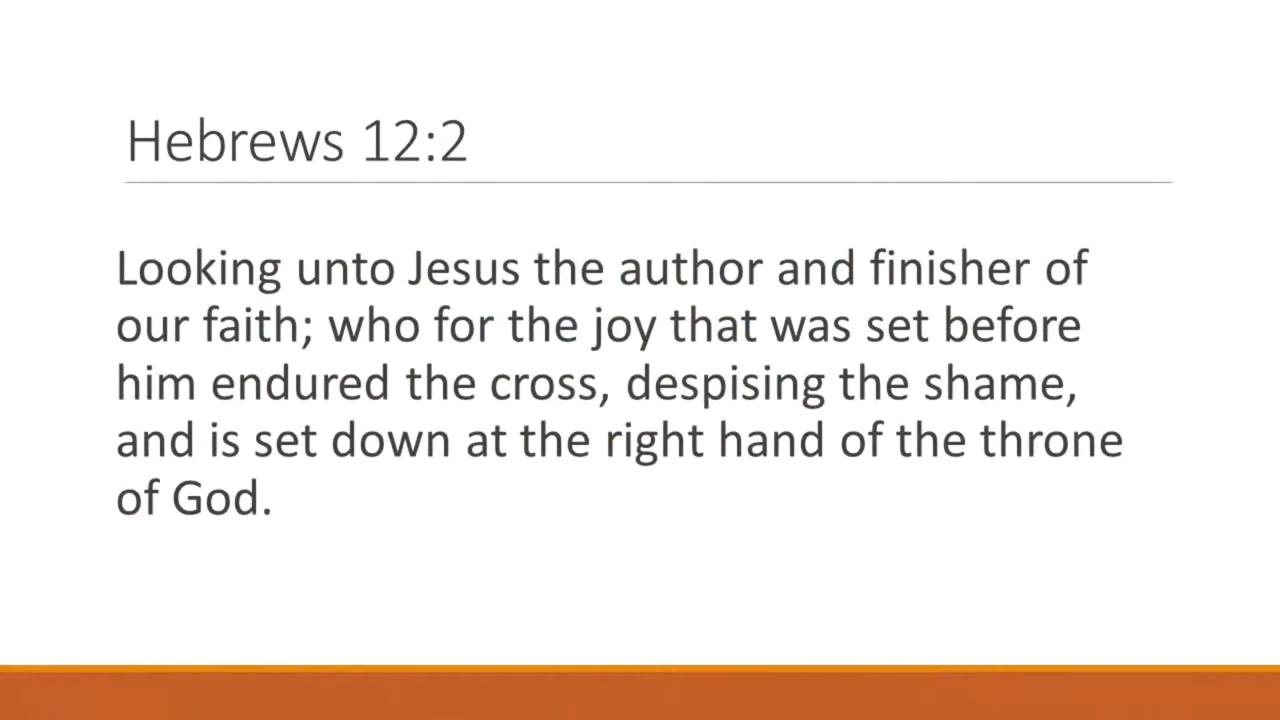 Hebrews 12:2
Looking unto Jesus the author and finisher of
our faith; who for the joy that was set before
him endured the cross, despising the shame,
and is set down at the right hand of the throne
of God.